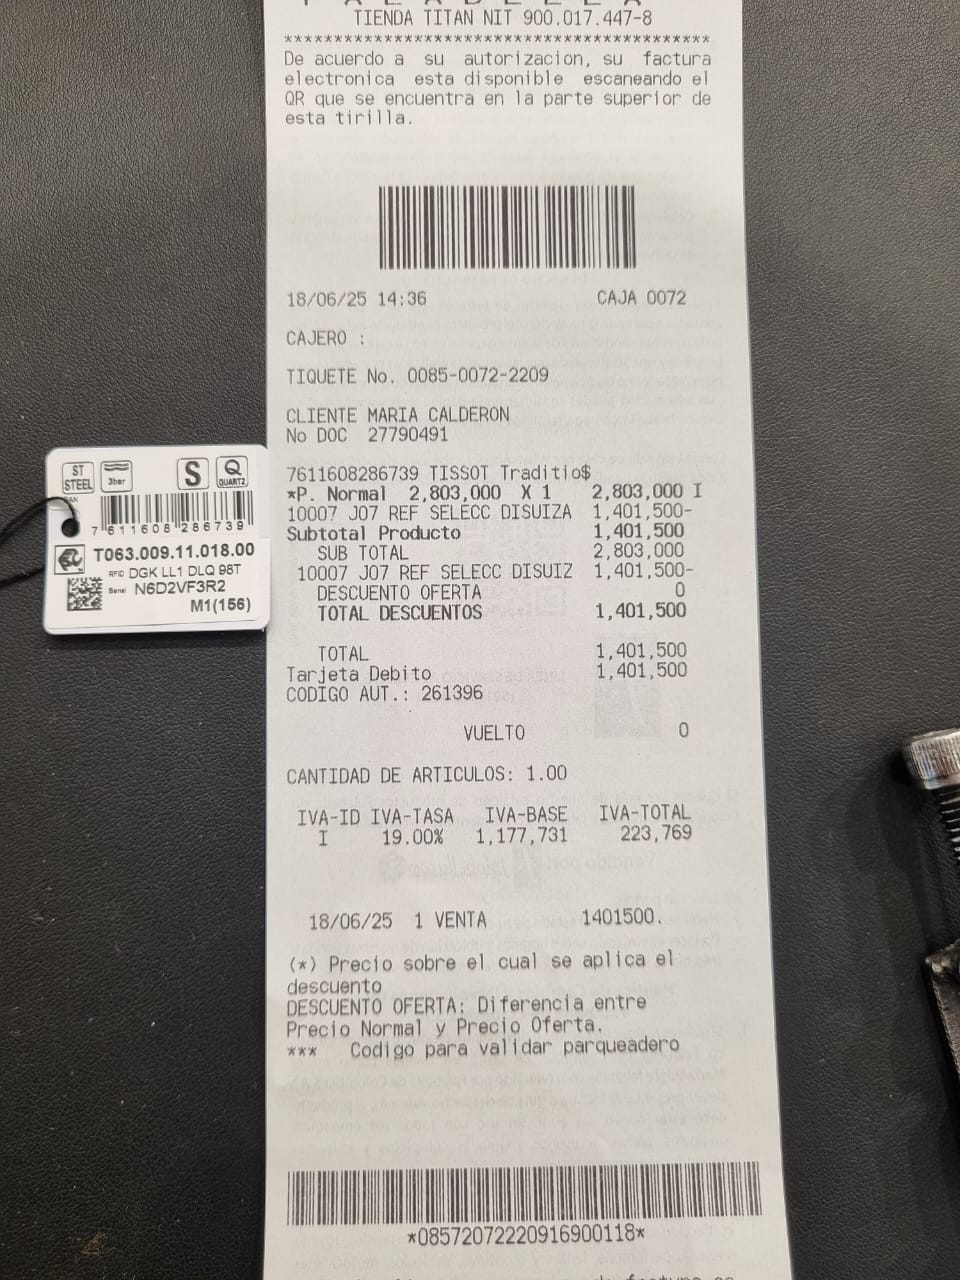 TIENDA TITAN NIT 900.017.447-8
******************************************
De acuerdo a su autorizacion, su factura
electronica esta disponible escaneando el
QR que se encuentra en la parte superior de
esta tirilla.
18/06/25 14:36 CAJA 0072
CAJERO :
TIQUETE No. 0085-0072-2209
CLIENTE MARIA CALDERON
No DOC 27790491
7611608286739 TISSOT Traditio$
*P. Normal 2,803,000 X 1 2,803,000 I
10007 J07 REF SELECC DISUIZA 1,401,500-
Subtotal Producto 1,401,500
SUB TOTAL 2,803,000
10007 J07 REF SELECC DISUIZ 1,401,500-
DESCUENTO OFERTA 0
TOTAL DESCUENTOS 1,401,500
TOTAL 1,401,500
Tarjeta Debito 1,401,500
CODIGO AUT.: 261396
VUELTO 0
CANTIDAD DE ARTICULOS: 1.00
IVA-ID IVA-TASA IVA-BASE IVA-TOTAL
I 19.00% 1,177,731 223,769
18/06/25 1 VENTA 1401500.
(*) Precio sobre el cual se aplica el
descuento
DESCUENTO OFERTA: Diferencia entre
Precio Normal y Precio Oferta.
*** Codigo para validar parqueadero
*08572072220916900118*
ST
STEEL
3bar
S
Q
QUARTZ
EAN
7 611608 286739
T063.009.11.018.00
RFID DGK LL1 DLQ 98T
Serial N6D2VF3R2
M1(156)